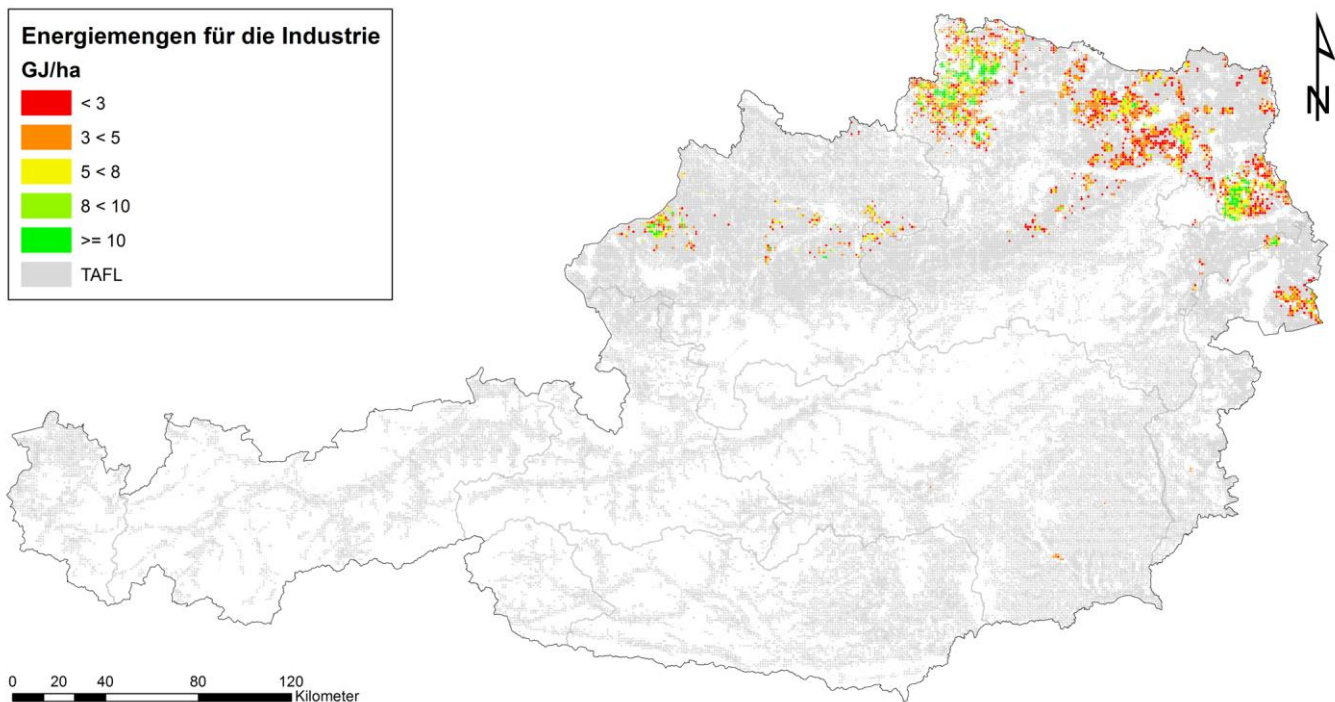 Energiemengen für die Industrie
GJ/ha
< 3
3 < 5
5 < 8
8 < 10
>= 10
TAFL
N
0 20 40 80 120
Kilometer